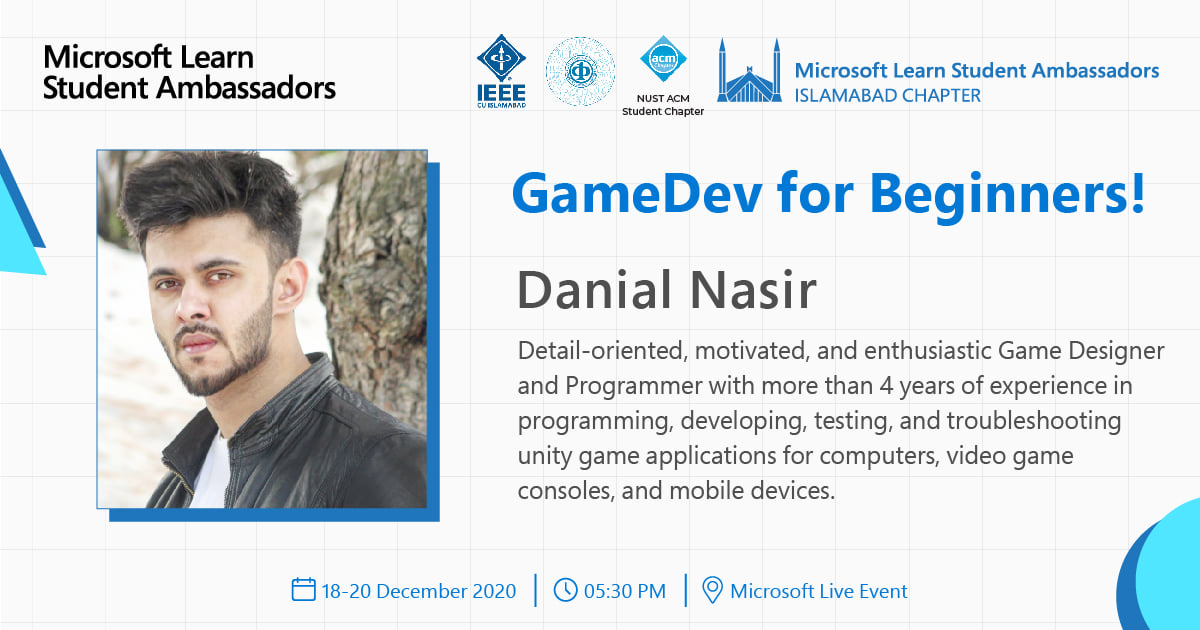 Microsoft Learn
Student Ambassadors
IEEE
CU ISLAMABAD
acm
Chapter
NUST ACM
Student Chapter
Microsoft Learn Student Ambassadors
ISLAMABAD CHAPTER
GameDev for Beginners!
Danial Nasir
Detail-oriented, motivated, and enthusiastic Game Designer
and Programmer with more than 4 years of experience in
programming, developing, testing, and troubleshooting
unity game applications for computers, video game
consoles, and mobile devices.
18-20 December 2020
05:30 PM
Microsoft Live Event